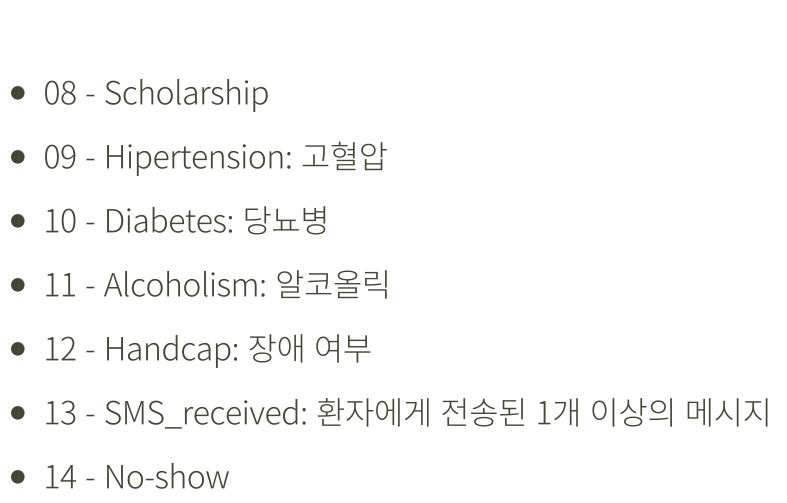 • 08 - Scholarship
• 09 - Hipertension: 고혈압
• 10 - Diabetes: 당뇨병
• 11 - Alcoholism: 알코올릭
• 12 - Handcap: 장애 여부
• 13 - SMS_received: 환자에게 전송된 1개 이상의 메시지
• 14 - No-show